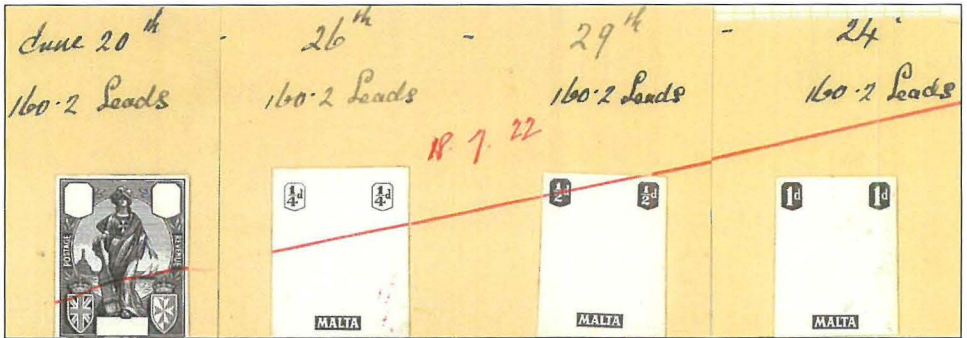 June 20th - 26th - 29th - 24
160·2 Leads 160·2 Leads 160·2 Leads 160·2 Leads
18. 7. 22
1/4d 1/4d 1/2d 1/2d 1d 1d
POSTAGE REVENUE
MALTA MALTA MALTA